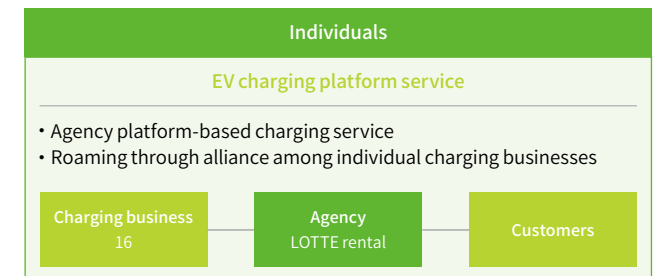 Individuals
EV charging platform service
・Agency platform-based charging service
・Roaming through alliance among individual charging businesses
Charging business
16
Agency
LOTTE rental
Customers